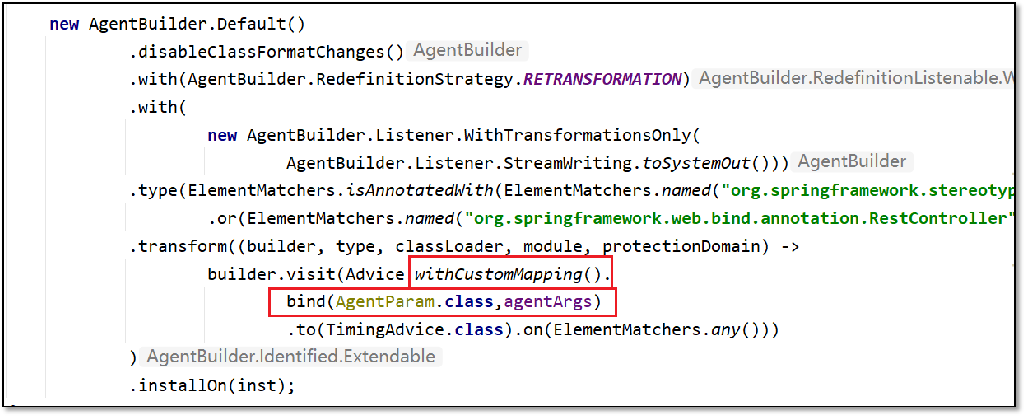 new AgentBuilder.Default()
.disableClassFormatChanges() AgentBuilder
.with(AgentBuilder.RedefinitionStrategy.RETRANSFORMATION) AgentBuilder.RedefinitionListenable.W
.with(
new AgentBuilder.Listener.WithTransformationsOnly(
AgentBuilder.Listener.StreamWriting.toSystemOut())) AgentBuilder
.type(ElementMatchers.isAnnotatedWith(ElementMatchers.named("org.springframework.stereotyp
.or(ElementMatchers.named("org.springframework.web.bind.annotation.RestController"
.transform((builder, type, classLoader, module, protectionDomain) ->
builder.visit(Advice.withCustomMapping().
bind(AgentParam.class,agentArgs)
.to(TimingAdvice.class).on(ElementMatchers.any()))
) AgentBuilder.Identified.Extendable
.installOn(inst);